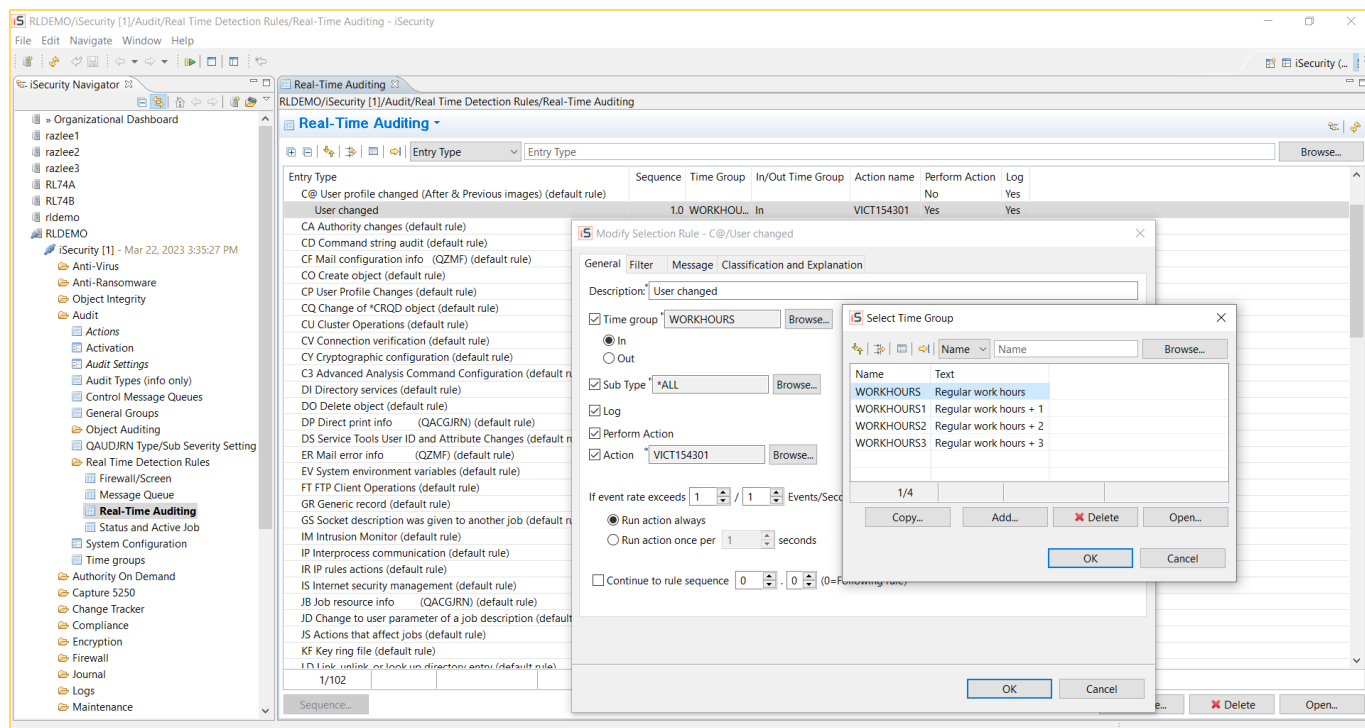 RLDEMO/iSecurity [1]/Audit/Real Time Detection Rules/Real-Time Auditing - iSecurity
File Edit Navigate Window Help
iSecurity (...
iSecurity Navigator
» Organizational Dashboard
razlee1
razlee2
razlee3
RL74A
RL74B
rldemo
RLDEMO
iSecurity [1] - Mar 22, 2023 3:35:27 PM
Anti-Virus
Anti-Ransomware
Object Integrity
Audit
Actions
Activation
Audit Settings
Audit Types (info only)
Control Message Queues
General Groups
Object Auditing
QAUDJRN Type/Sub Severity Setting
Real Time Detection Rules
Firewall/Screen
Message Queue
Real-Time Auditing
Status and Active Job
System Configuration
Time groups
Authority On Demand
Capture 5250
Change Tracker
Compliance
Encryption
Firewall
Journal
Logs
Maintenance
Real-Time Auditing
RLDEMO/iSecurity [1]/Audit/Real Time Detection Rules/Real-Time Auditing
Real-Time Auditing
Entry Type Entry Type Browse...
Entry Type Sequence Time Group In/Out Time Group Action name Perform Action Log
C@ User profile changed (After & Previous images) (default rule) No Yes
User changed 1.0 WORKHOU... In VICT154301 Yes Yes
CA Authority changes (default rule)
CD Command string audit (default rule)
CF Mail configuration info (QZMF) (default rule)
CO Create object (default rule)
CP User Profile Changes (default rule)
CQ Change of *CRQD object (default rule)
CU Cluster Operations (default rule)
CV Connection verification (default rule)
CY Cryptographic configuration (default rule)
C3 Advanced Analysis Command Configuration (default ru
DI Directory services (default rule)
DO Delete object (default rule)
DP Direct print info (QACGJRN) (default rule)
DS Service Tools User ID and Attribute Changes (default r
ER Mail error info (QZMF) (default rule)
EV System environment variables (default rule)
FT FTP Client Operations (default rule)
GR Generic record (default rule)
GS Socket description was given to another job (default ru
IM Intrusion Monitor (default rule)
IP Interprocess communication (default rule)
IR IP rules actions (default rule)
IS Internet security management (default rule)
JB Job resource info (QACGJRN) (default rule)
JD Change to user parameter of a job description (default
JS Actions that affect jobs (default rule)
KF Key ring file (default rule)
LD Link, unlink, or look up directory entry (default rule)
1/102
Sequence... Delete Open...
Modify Selection Rule - C@/User changed
General Filter Message Classification and Explanation
Description:* User changed
Time group * WORKHOURS Browse...
In
Out
Sub Type * *ALL Browse...
Log
Perform Action
Action * VICT154301 Browse...
If event rate exceeds 1 / 1 Events/Seco
Run action always
Run action once per 1 seconds
Continue to rule sequence 0 . 0 (0=Following rule)
OK Cancel
Select Time Group
Name Name Browse...
Name Text
WORKHOURS Regular work hours
WORKHOURS1 Regular work hours + 1
WORKHOURS2 Regular work hours + 2
WORKHOURS3 Regular work hours + 3
1/4
Copy... Add... Delete Open...
OK Cancel